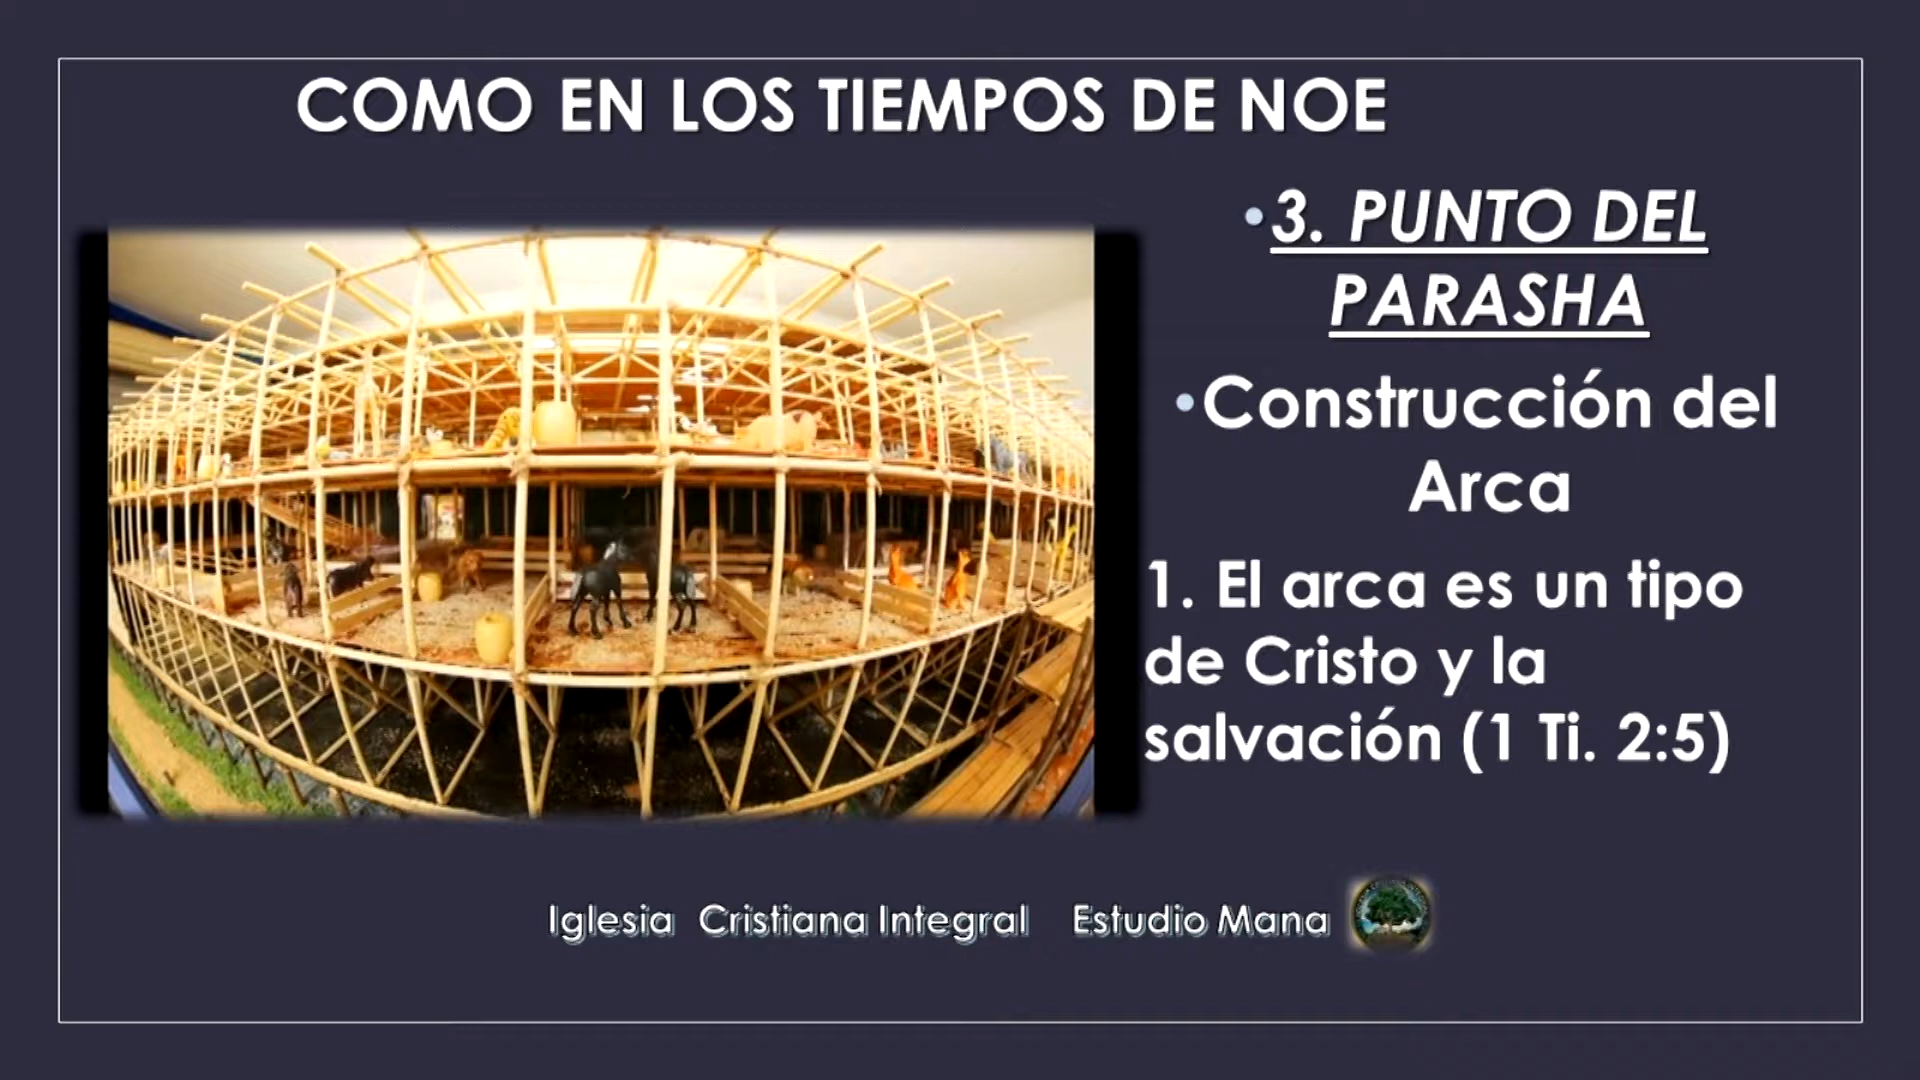 COMO EN LOS TIEMPOS DE NOE
•3. PUNTO DEL
PARASHA
•Construcción del
Arca
1. El arca es un tipo
de Cristo y la
salvación (1 Ti. 2:5)
Iglesia Cristiana Integral Estudio Mana